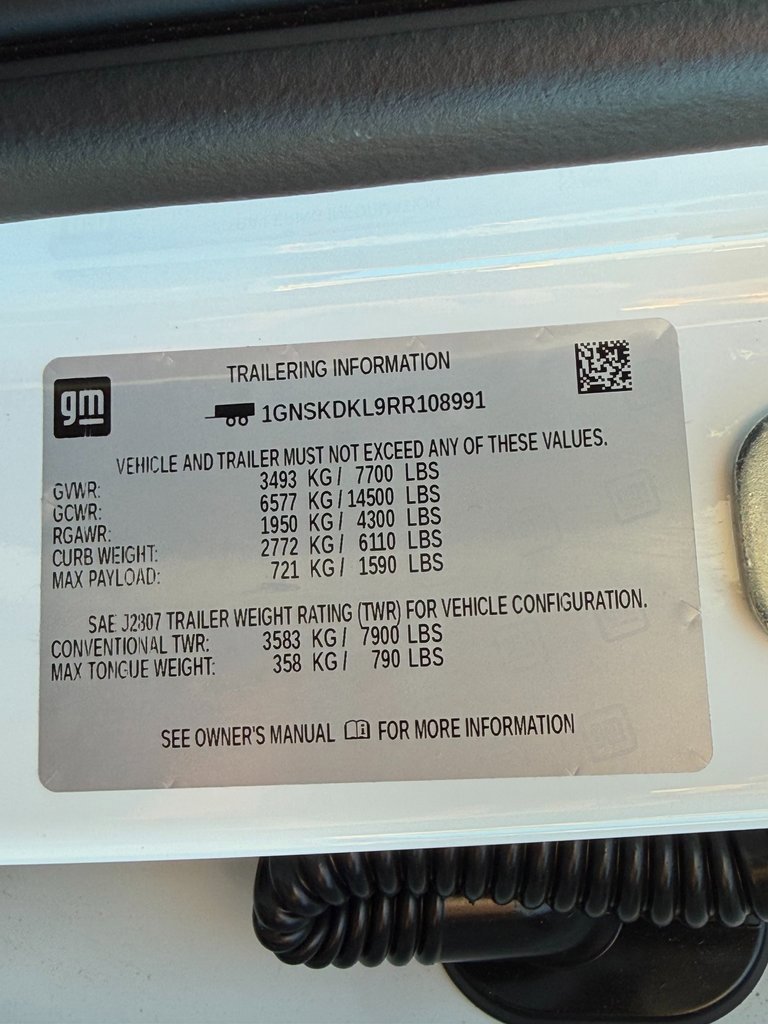 gm
TRAILERING INFORMATION
1GNSKDKL9RR108991
VEHICLE AND TRAILER MUST NOT EXCEED ANY OF THESE VALUES.
GVWR: 3493 KG / 7700 LBS
GCWR: 6577 KG / 14500 LBS
RGAWR: 1950 KG / 4300 LBS
CURB WEIGHT: 2772 KG / 6110 LBS
MAX PAYLOAD: 721 KG / 1590 LBS
SAE J2807 TRAILER WEIGHT RATING (TWR) FOR VEHICLE CONFIGURATION.
CONVENTIONAL TWR: 3583 KG / 7900 LBS
MAX TONGUE WEIGHT: 358 KG / 790 LBS
SEE OWNER'S MANUAL FOR MORE INFORMATION